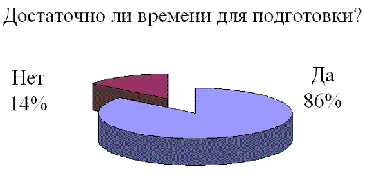 Достаточно ли времени для подготовки?
Нет
14%
Да
86%